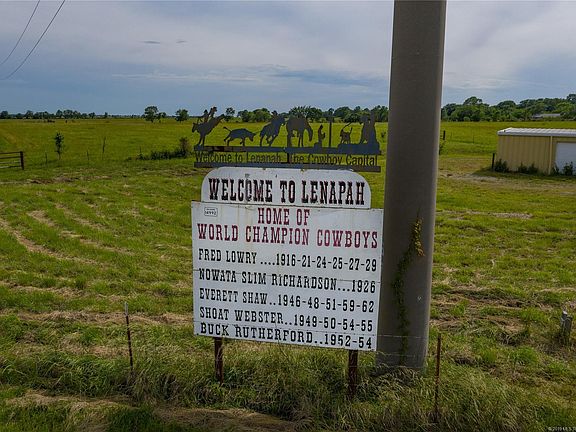 Welcome to Lenapah The Cowboy Capital
WELCOME TO LENAPAH
HOME OF
WORLD CHAMPION COWBOYS
FRED LOWRY ....1916-21-24-25-27-29
NOWATA SLIM RICHARDSON...1926
EVERETT SHAW..1946-48-51-59-62
SHOAT WEBSTER..1949-50-54-55
BUCK RUTHERFORD...1952-54